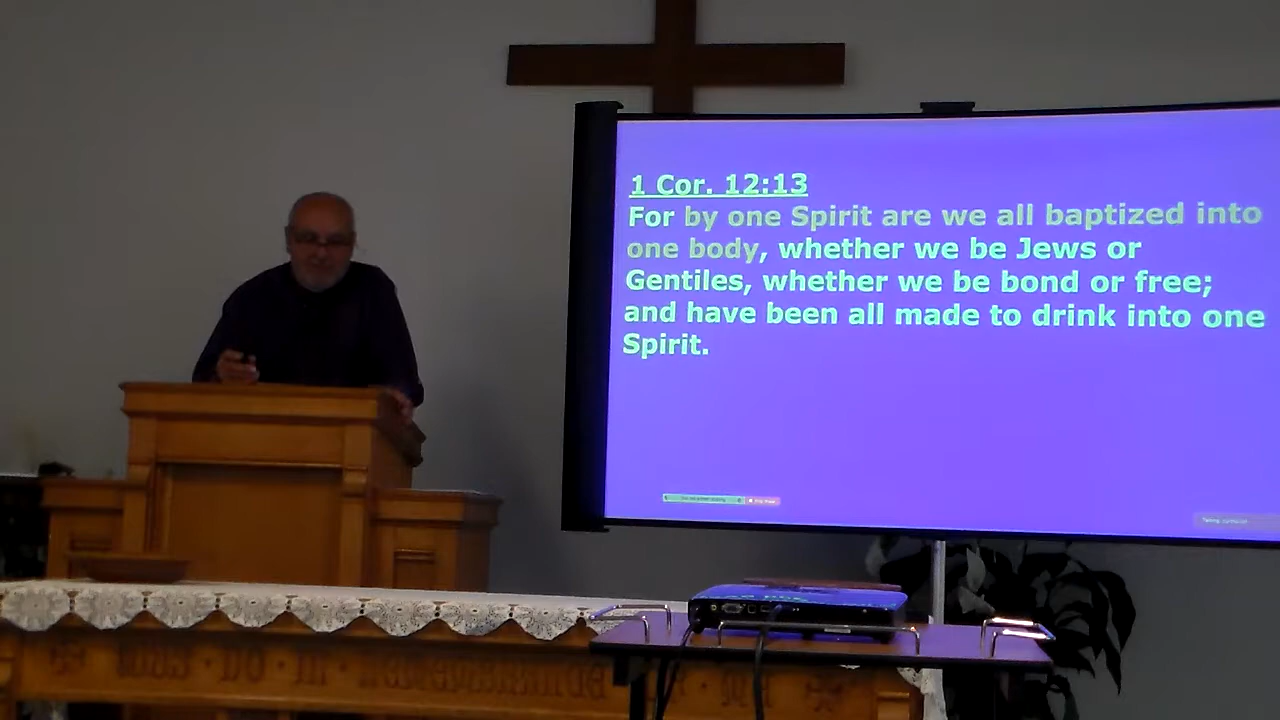 1 Cor. 12:13
For by one Spirit are we all baptized into
one body, whether we be Jews or
Gentiles, whether we be bond or free;
and have been all made to drink into one
Spirit.